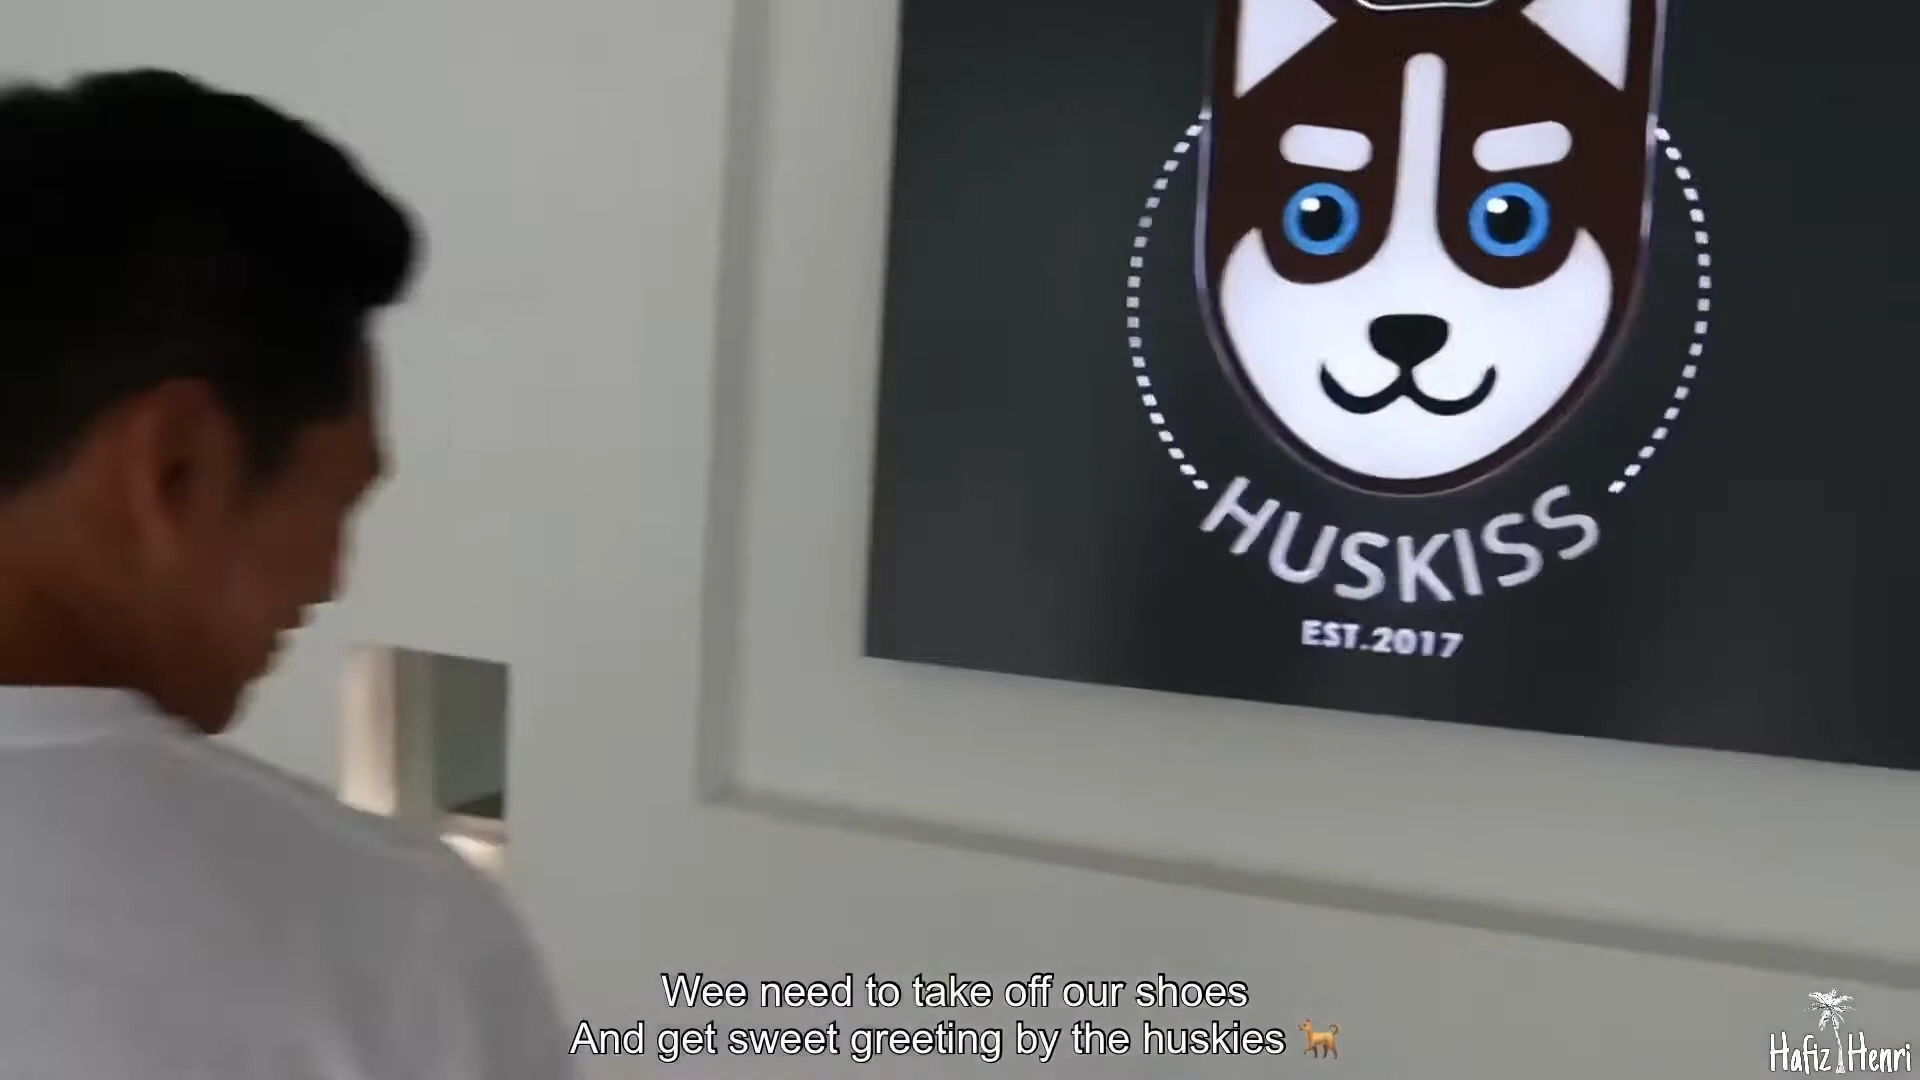 HUSKISS
EST.2017
Wee need to take off our shoes
And get sweet greeting by the huskies 🐕
Hafiz Henri